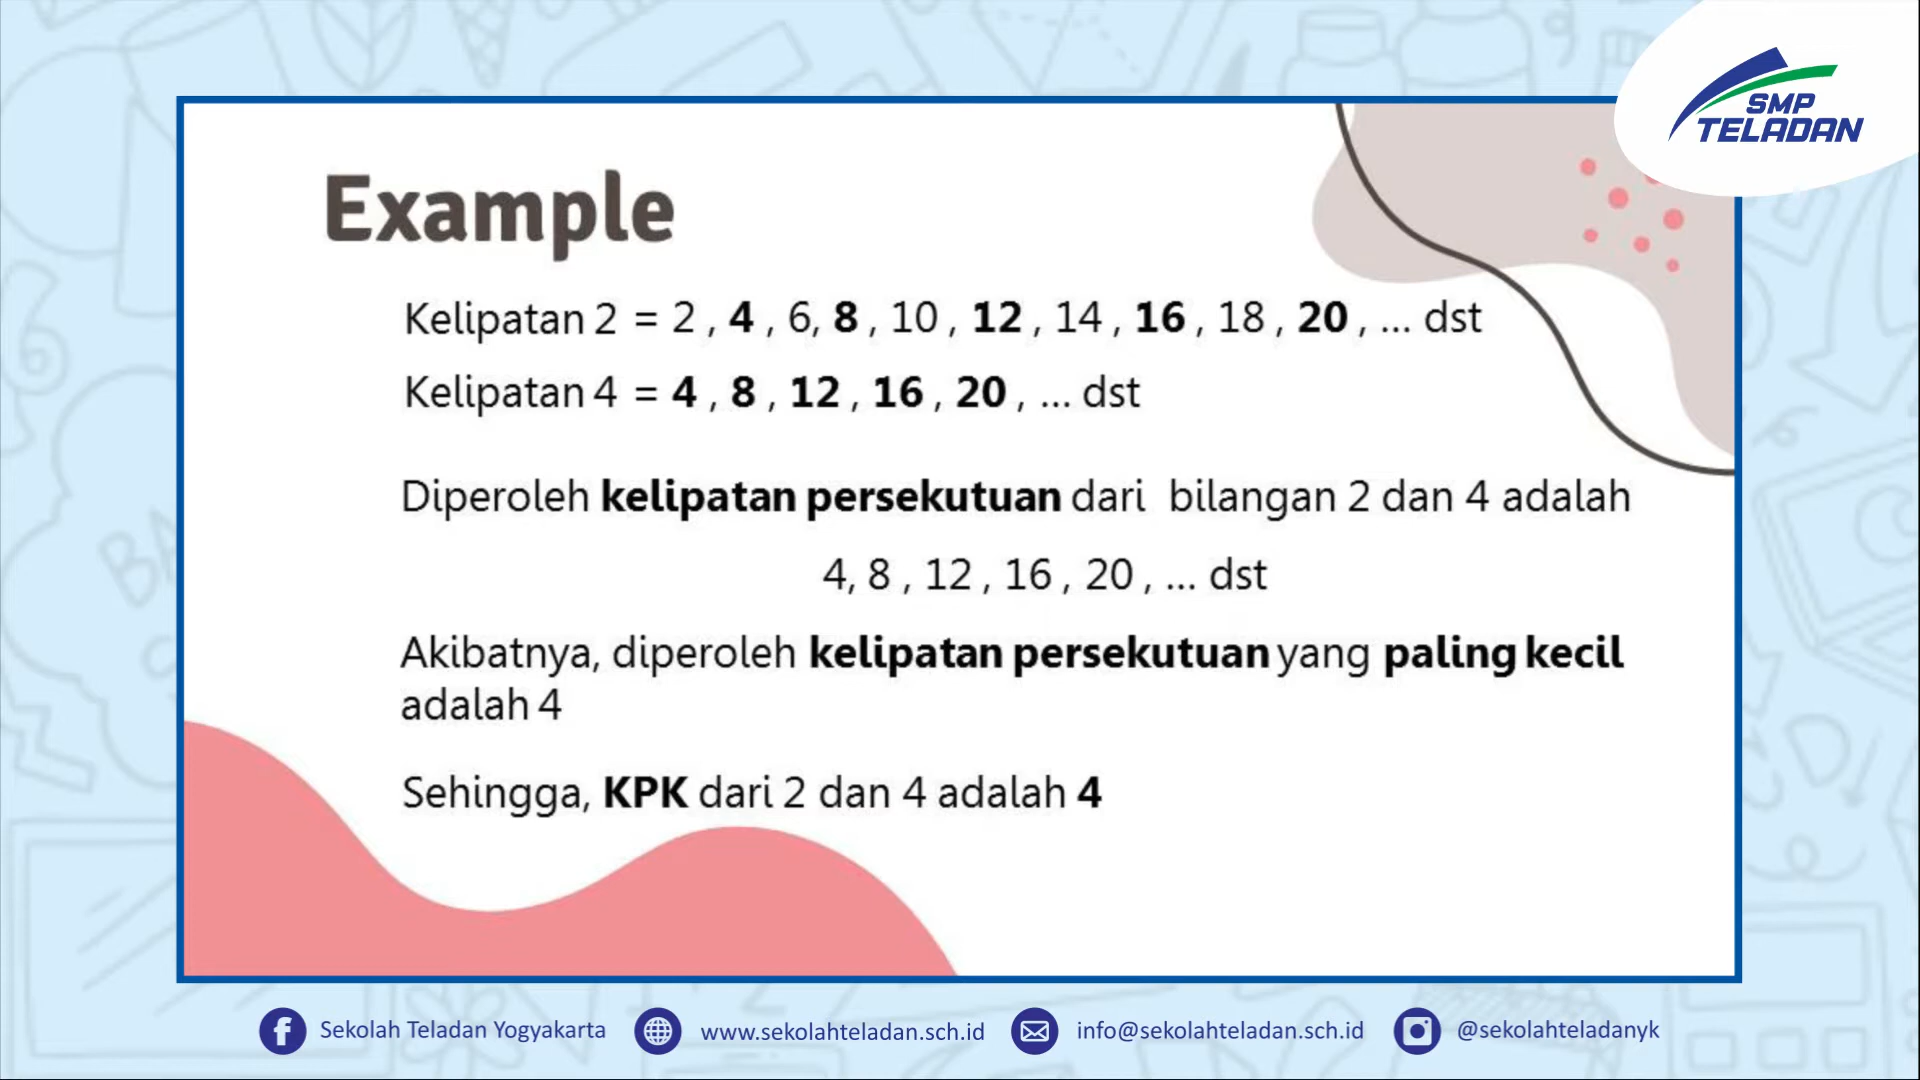 SMP
TELADAN
Example
Kelipatan 2 = 2 , 4 , 6, 8 , 10 , 12 , 14 , 16 , 18 , 20 , ... dst
Kelipatan 4 = 4 , 8 , 12 , 16 , 20 , ... dst
Diperoleh kelipatan persekutuan dari bilangan 2 dan 4 adalah
4, 8 , 12 , 16 , 20 , ... dst
Akibatnya, diperoleh kelipatan persekutuan yang paling kecil
adalah 4
Sehingga, KPK dari 2 dan 4 adalah 4
Sekolah Teladan Yogyakarta www.sekolahteladan.sch.id info@sekolahteladan.sch.id @sekolahteladanyk